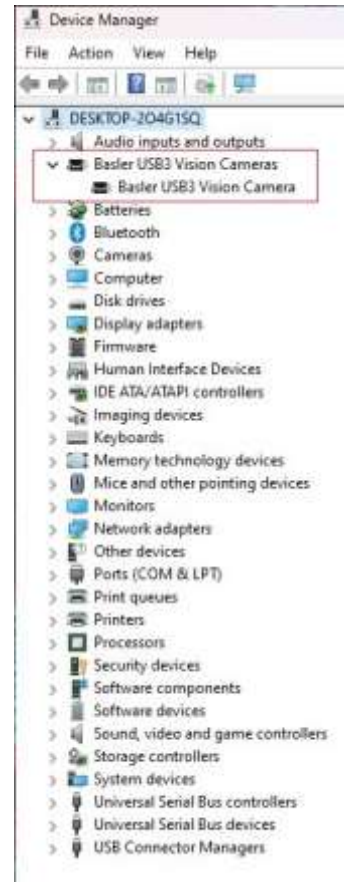 Device Manager
File Action View Help
DESKTOP-2O4G1SQ
Audio inputs and outputs
Basler USB3 Vision Cameras
Basler USB3 Vision Camera
Batteries
Bluetooth
Cameras
Computer
Disk drives
Display adapters
Firmware
Human Interface Devices
IDE ATA/ATAPI controllers
Imaging devices
Keyboards
Memory technology devices
Mice and other pointing devices
Monitors
Network adapters
Other devices
Ports (COM & LPT)
Print queues
Printers
Processors
Security devices
Software components
Software devices
Sound, video and game controllers
Storage controllers
System devices
Universal Serial Bus controllers
Universal Serial Bus devices
USB Connector Managers